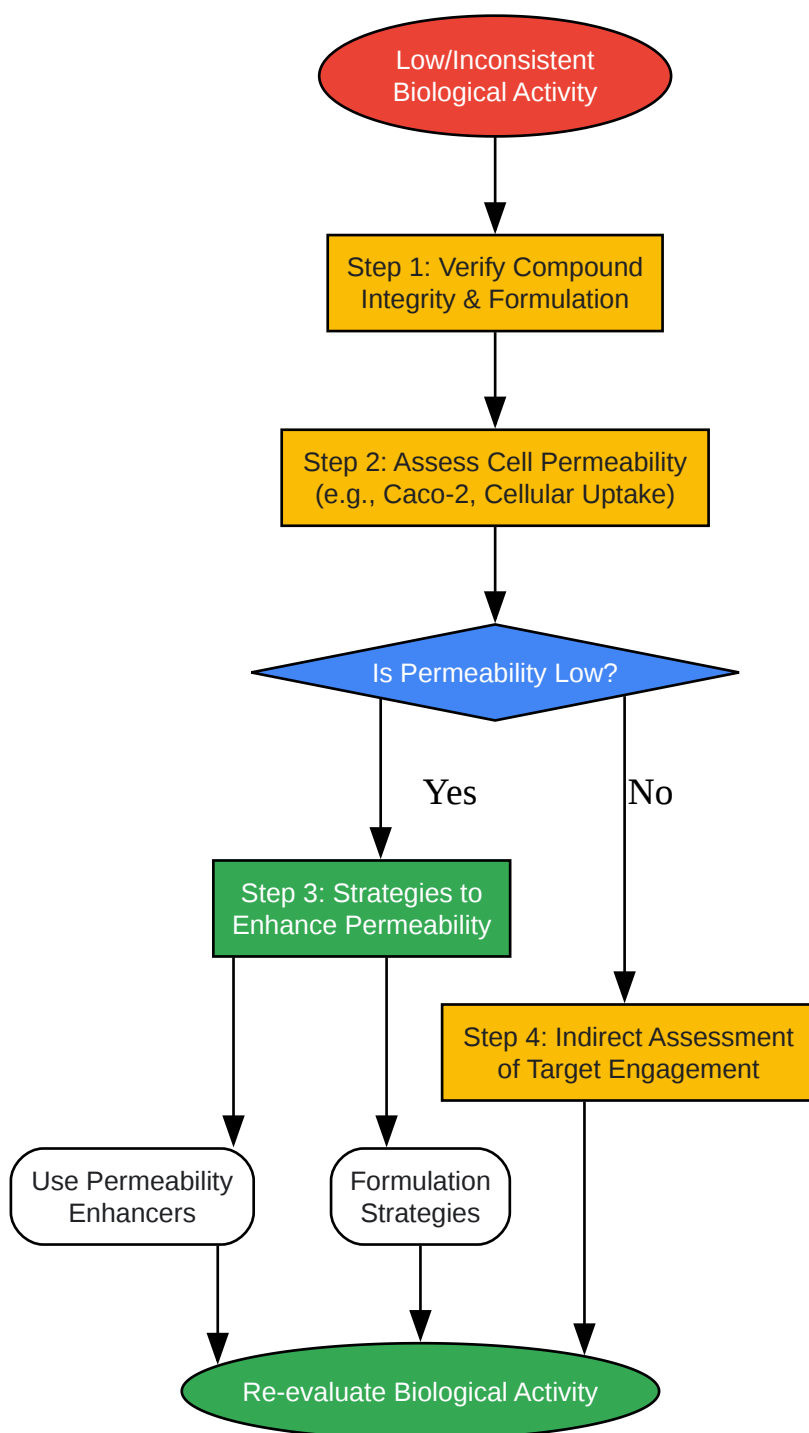 Low/Inconsistent
Biological Activity
Step 1: Verify Compound
Integrity & Formulation
Step 2: Assess Cell Permeability
(e.g., Caco-2, Cellular Uptake)
Is Permeability Low?
Yes
No
Step 3: Strategies to
Enhance Permeability
Step 4: Indirect Assessment
of Target Engagement
Use Permeability
Enhancers
Formulation
Strategies
Re-evaluate Biological Activity